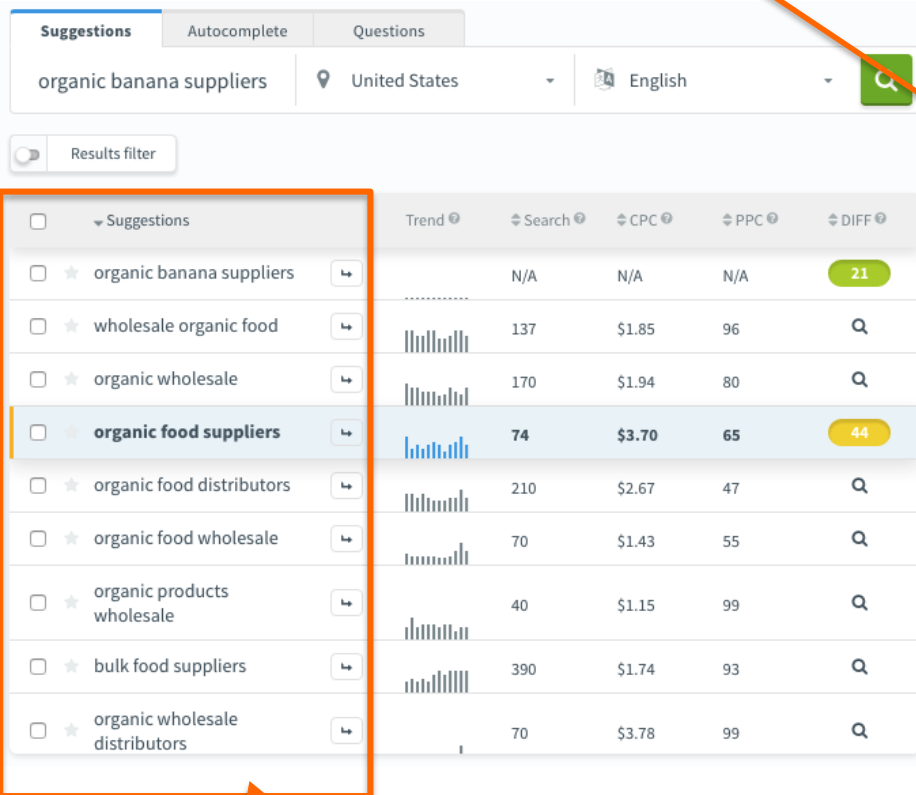 Suggestions Autocomplete Questions
organic banana suppliers United States English
Results filter
Suggestions Trend Search CPC PPC DIFF
organic banana suppliers N/A N/A N/A 21
wholesale organic food 137 $1.85 96
organic wholesale 170 $1.94 80
organic food suppliers 74 $3.70 65 44
organic food distributors 210 $2.67 47
organic food wholesale 70 $1.43 55
organic products
wholesale 40 $1.15 99
bulk food suppliers 390 $1.74 93
organic wholesale
distributors 70 $3.78 99